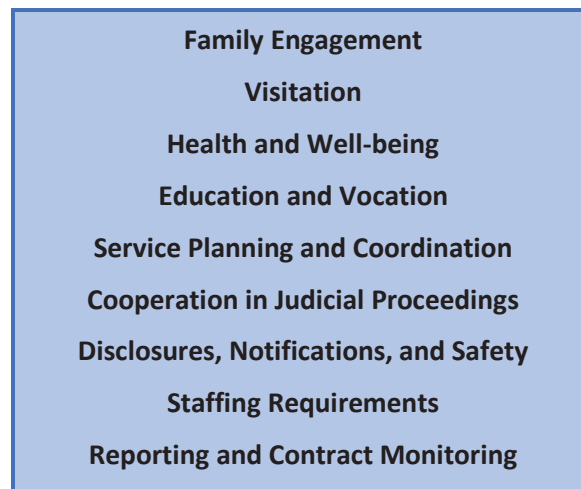 Family Engagement
Visitation
Health and Well-being
Education and Vocation
Service Planning and Coordination
Cooperation in Judicial Proceedings
Disclosures, Notifications, and Safety
Staffing Requirements
Reporting and Contract Monitoring